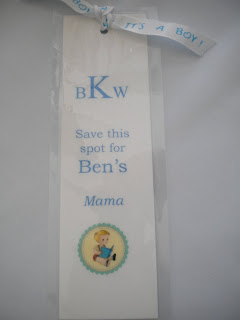 IT'S A BOY!
BKW
Save this
spot for
Ben's
Mama